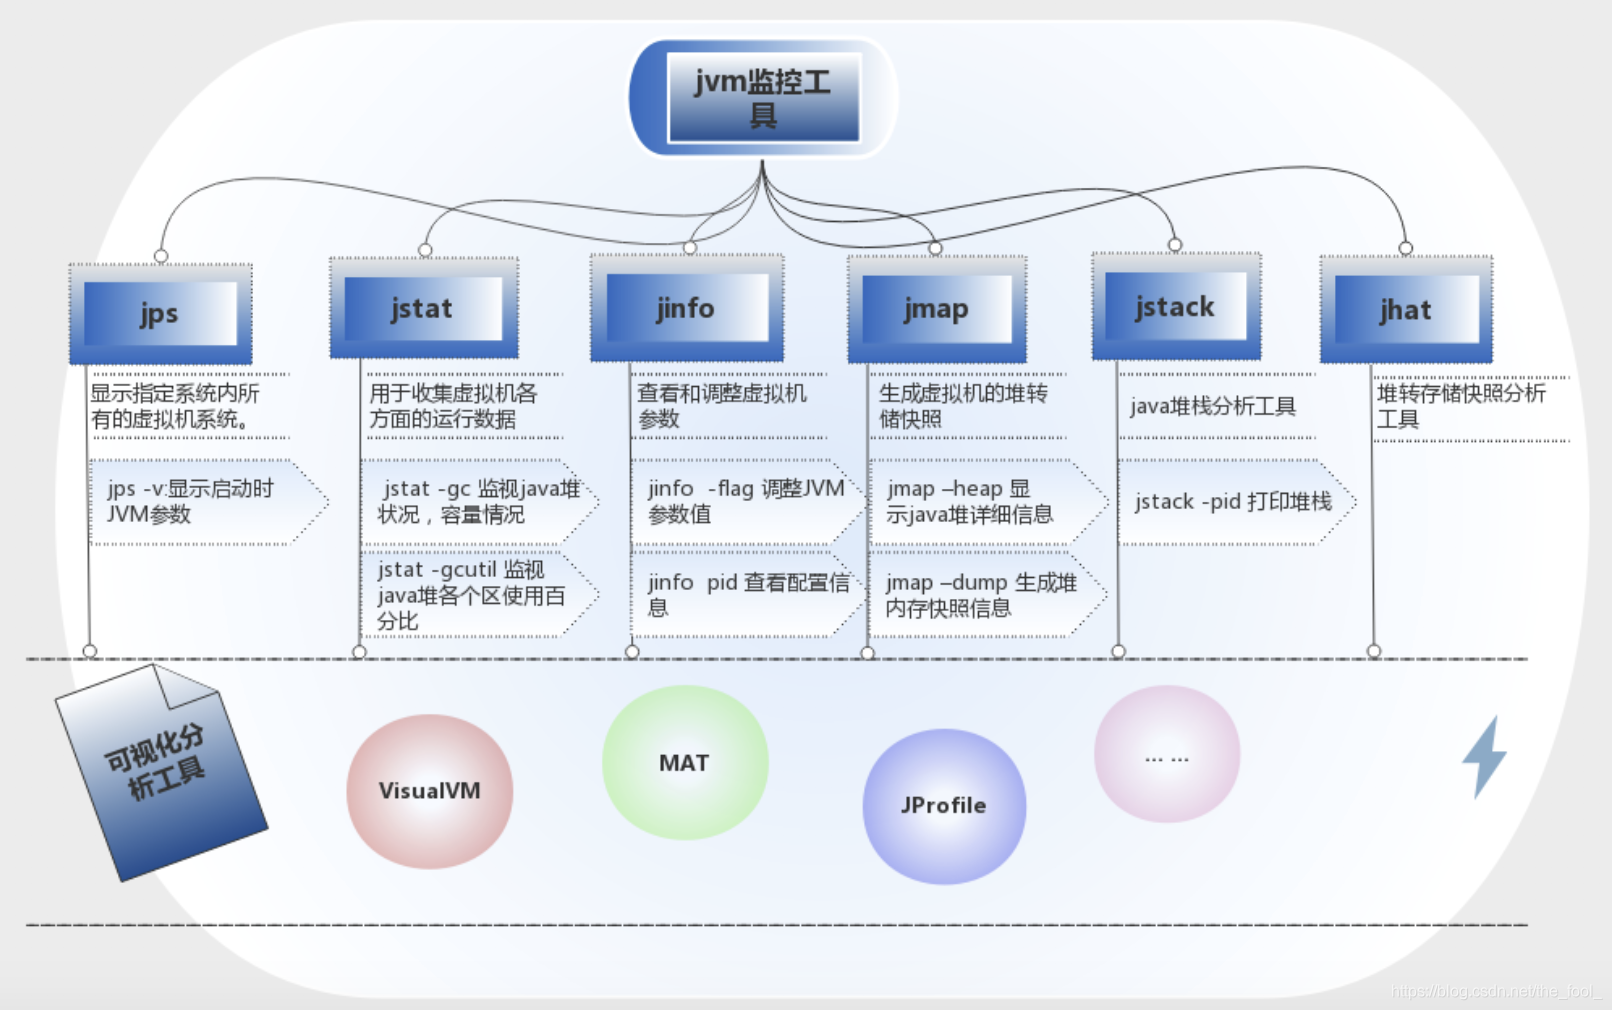 jvm监控工
具
jps
jstat
jinfo
jmap
jstack
jhat
显示指定系统内所
有的虚拟机系统。
用于收集虚拟机各
方面的运行数据
查看和调整虚拟机
参数
生成虚拟机的堆转
储快照
java堆栈分析工具
堆转存储快照分析
工具
jps -v:显示启动时
JVM参数
jstat -gc 监视java堆
状况，容量情况
jinfo -flag 调整JVM
参数值
jmap –heap 显
示java堆详细信息
jstack -pid 打印堆栈
jstat -gcutil 监视
java堆各个区使用百
分比
jinfo pid 查看配置信
息
jmap –dump 生成堆
内存快照信息
可视化分
析工具
VisualVM
MAT
JProfile
... ...
https://blog.csdn.net/the_fool_